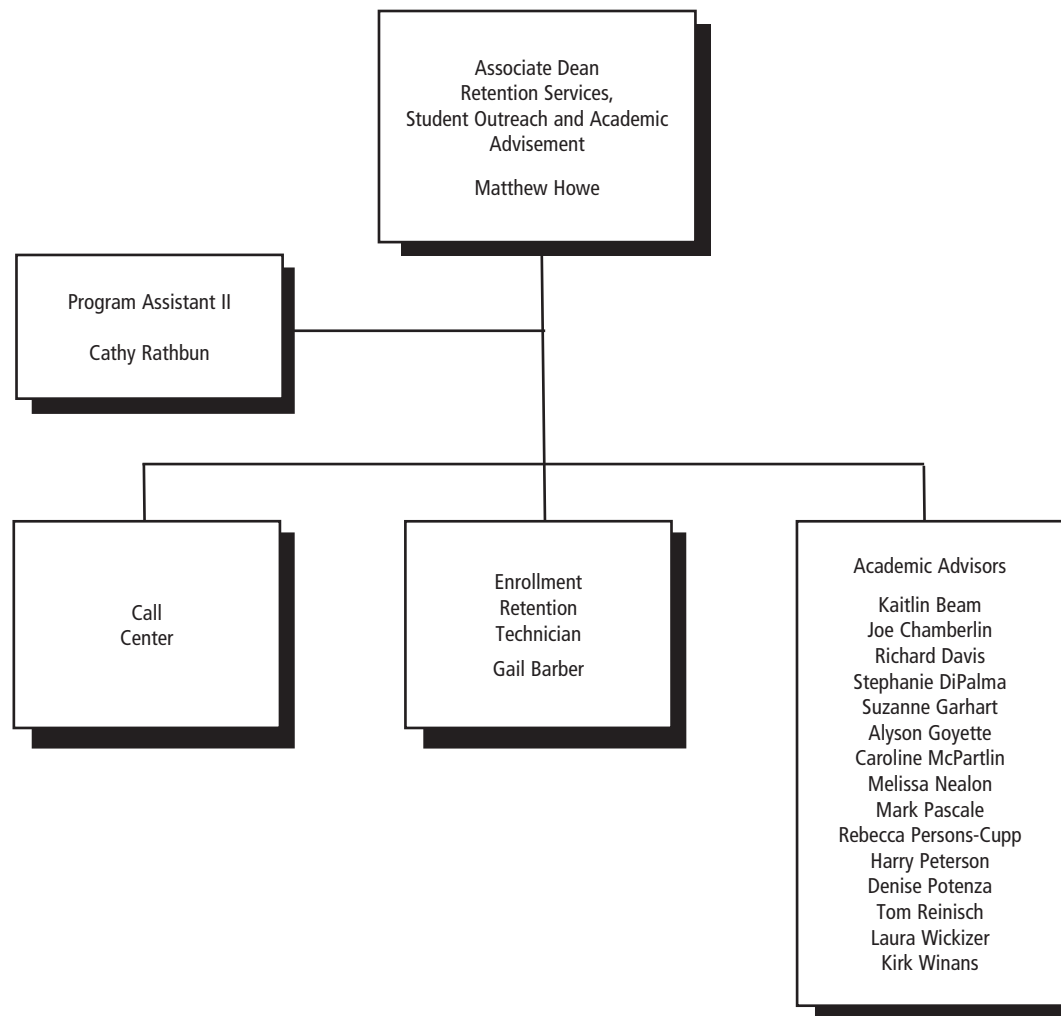 Associate Dean
Retention Services,
Student Outreach and Academic
Advisement
Matthew Howe
Program Assistant II
Cathy Rathbun
Call
Center
Enrollment
Retention
Technician
Gail Barber
Academic Advisors
Kaitlin Beam
Joe Chamberlin
Richard Davis
Stephanie DiPalma
Suzanne Garhart
Alyson Goyette
Caroline McPartlin
Melissa Nealon
Mark Pascale
Rebecca Persons-Cupp
Harry Peterson
Denise Potenza
Tom Reinisch
Laura Wickizer
Kirk Winans